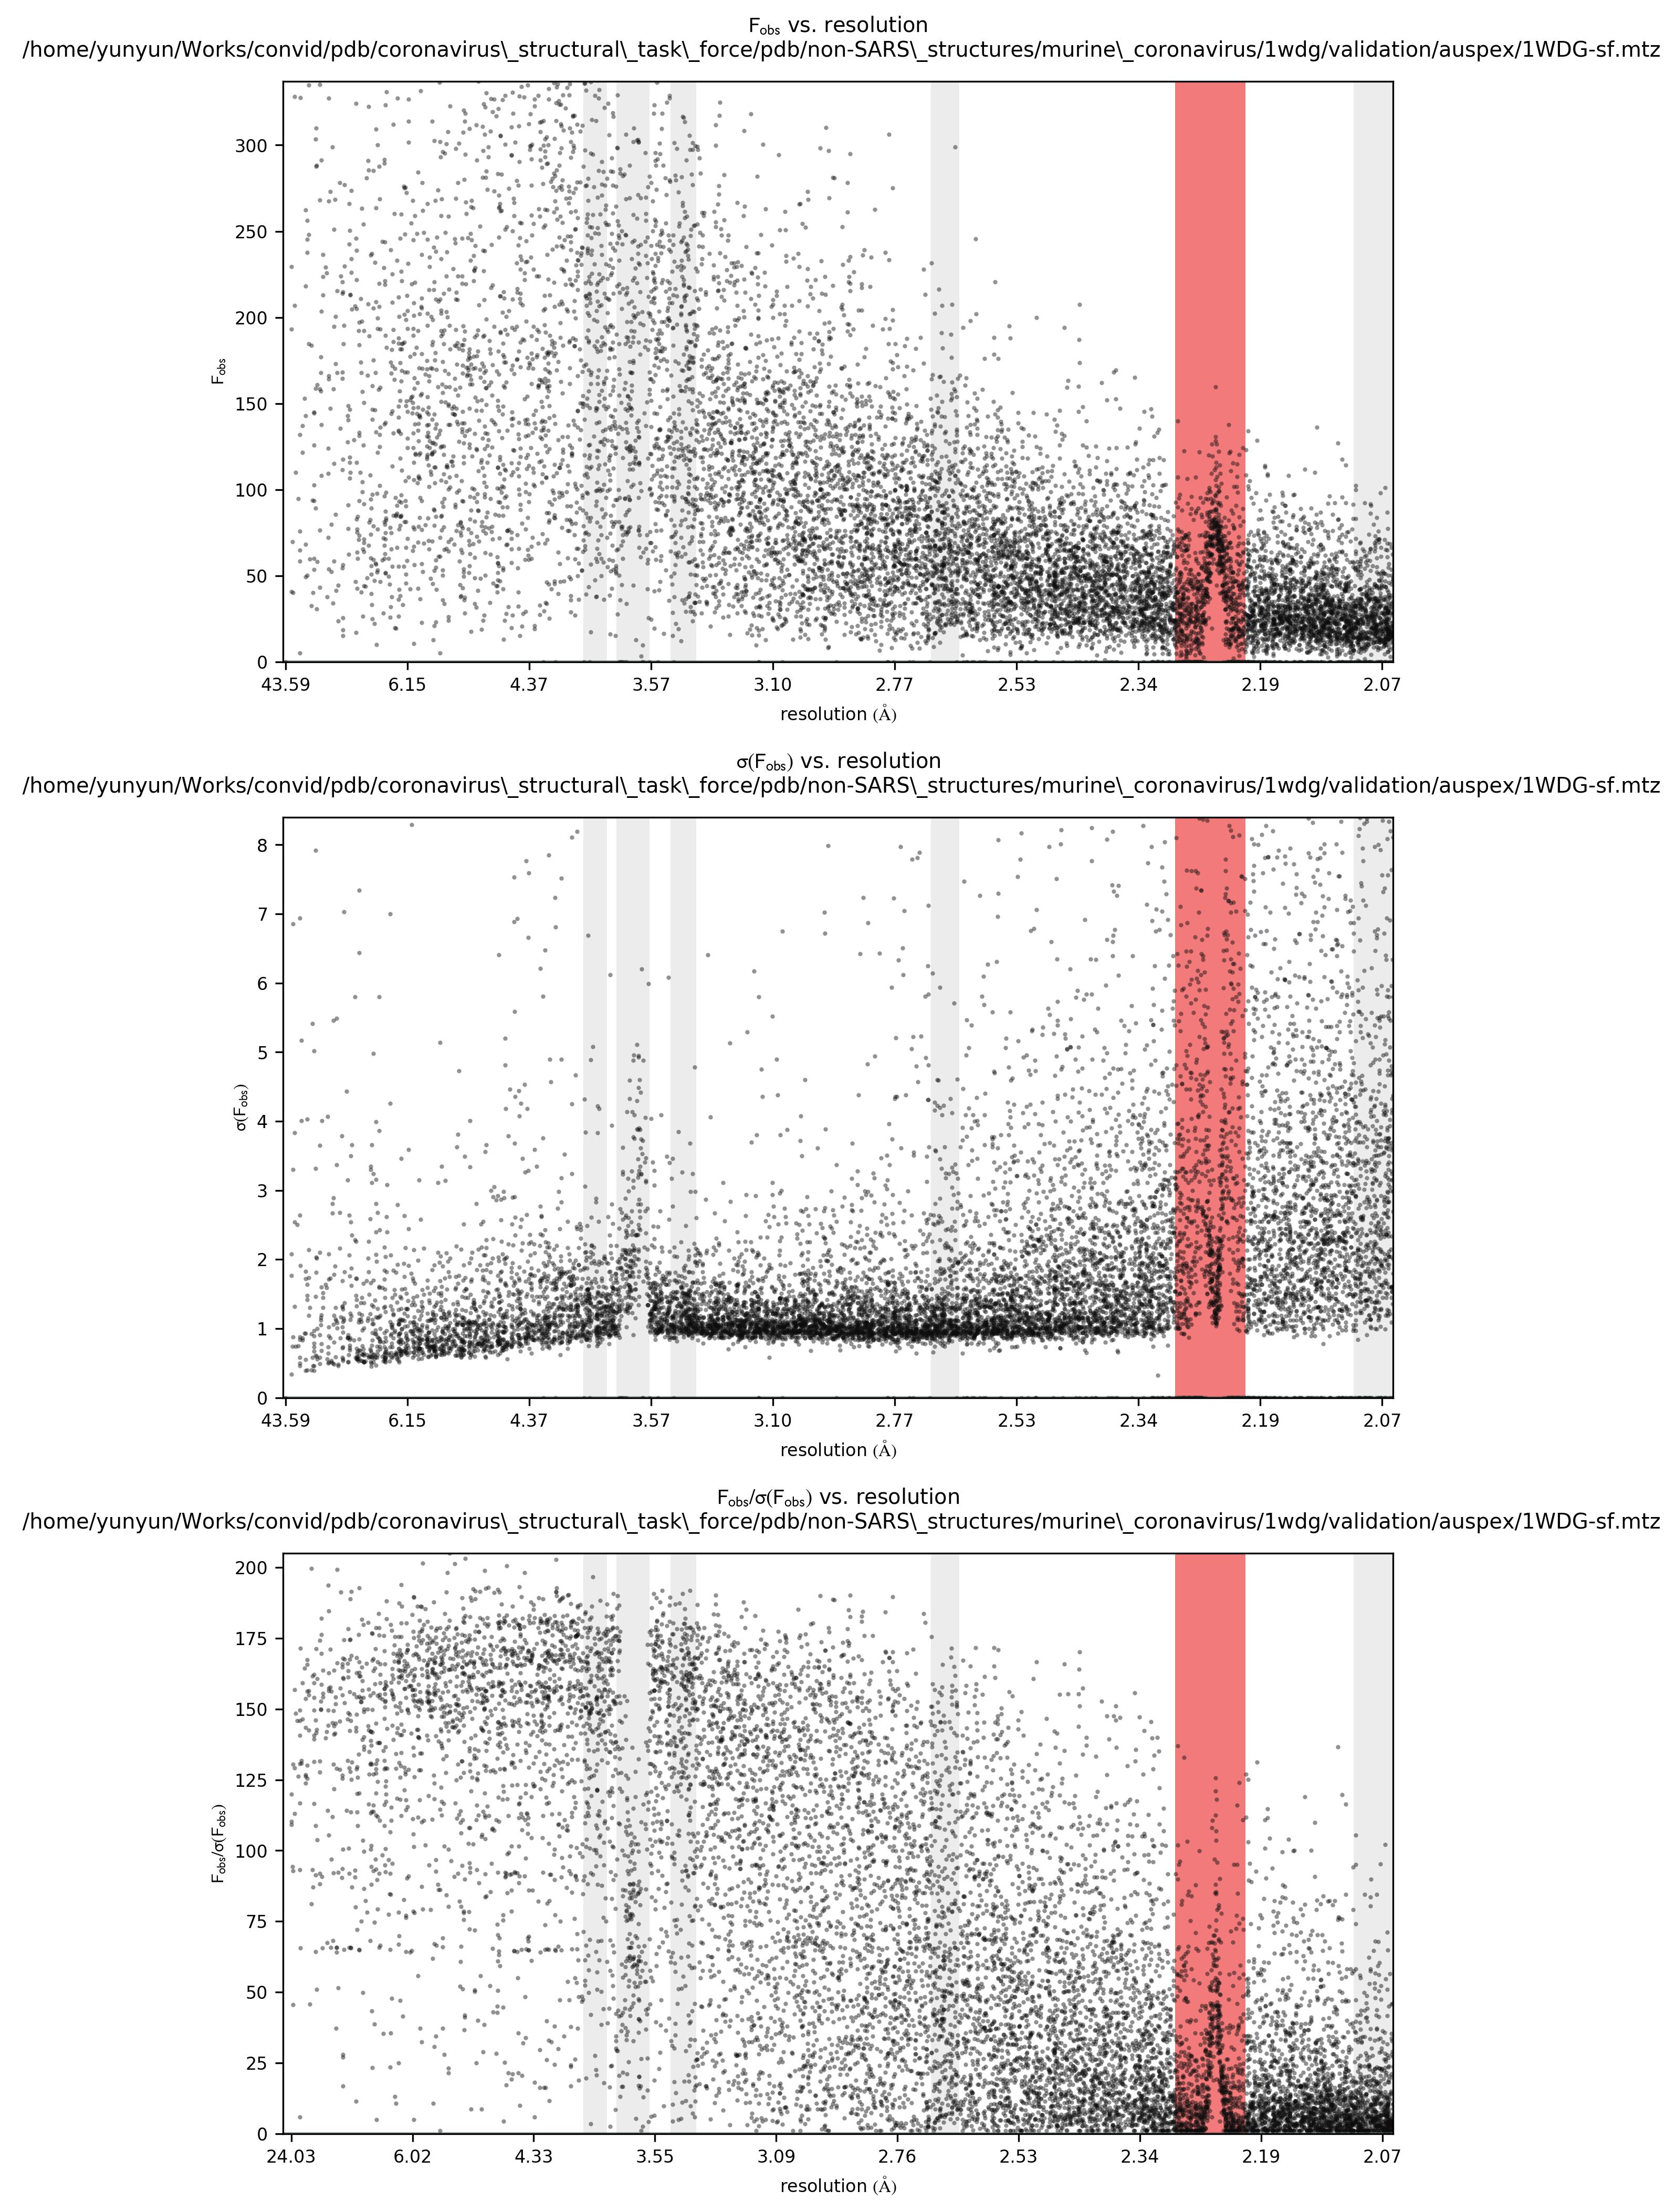 Fobs vs. resolution
/home/yunyun/Works/convid/pdb/coronavirus\_structural\_task\_force/pdb/non-SARS\_structures/murine\_coronavirus/1wdg/validation/auspex/1WDG-sf.mtz
300
250
200
150
100
50
0
Fobs
43.59 6.15 4.37 3.57 3.10 2.77 2.53 2.34 2.19 2.07
resolution (Å)
σ(Fobs) vs. resolution
/home/yunyun/Works/convid/pdb/coronavirus\_structural\_task\_force/pdb/non-SARS\_structures/murine\_coronavirus/1wdg/validation/auspex/1WDG-sf.mtz
8
7
6
5
4
3
2
1
0
σ(Fobs)
43.59 6.15 4.37 3.57 3.10 2.77 2.53 2.34 2.19 2.07
resolution (Å)
Fobs/σ(Fobs) vs. resolution
/home/yunyun/Works/convid/pdb/coronavirus\_structural\_task\_force/pdb/non-SARS\_structures/murine\_coronavirus/1wdg/validation/auspex/1WDG-sf.mtz
200
175
150
125
100
75
50
25
0
Fobs/σ(Fobs)
24.03 6.02 4.33 3.55 3.09 2.76 2.53 2.34 2.19 2.07
resolution (Å)